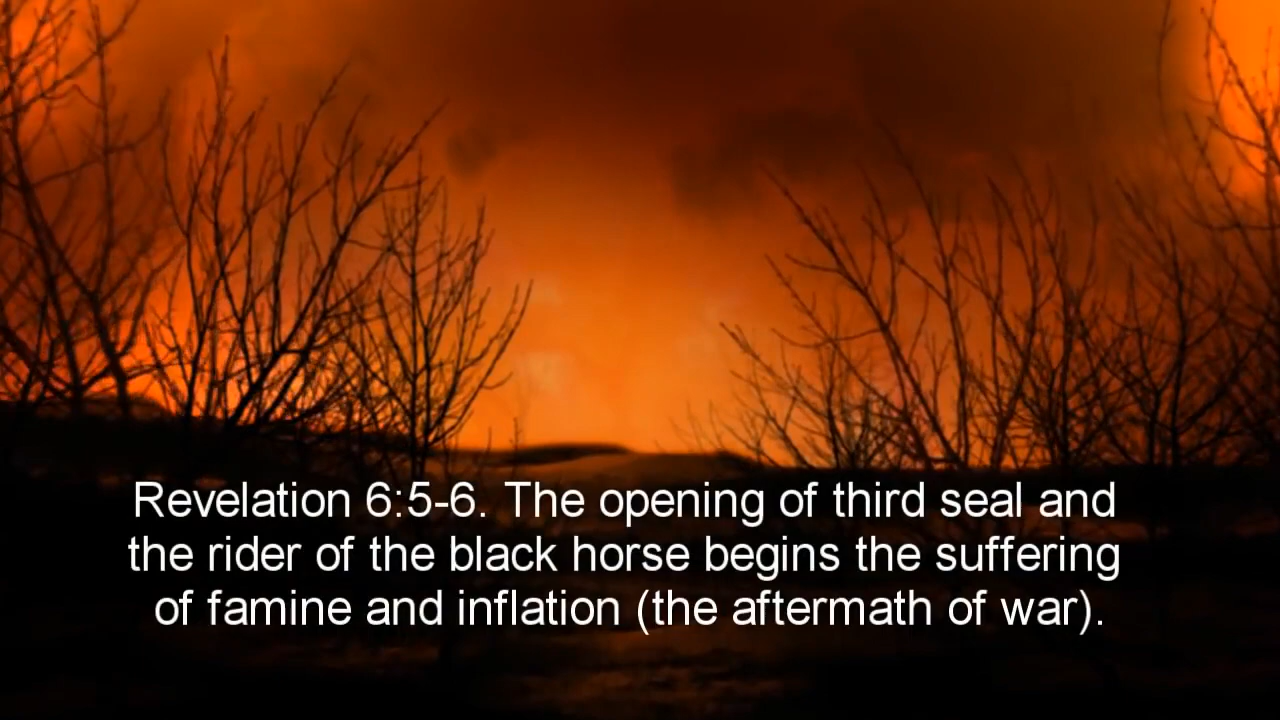 Revelation 6:5-6. The opening of third seal and
the rider of the black horse begins the suffering
of famine and inflation (the aftermath of war).